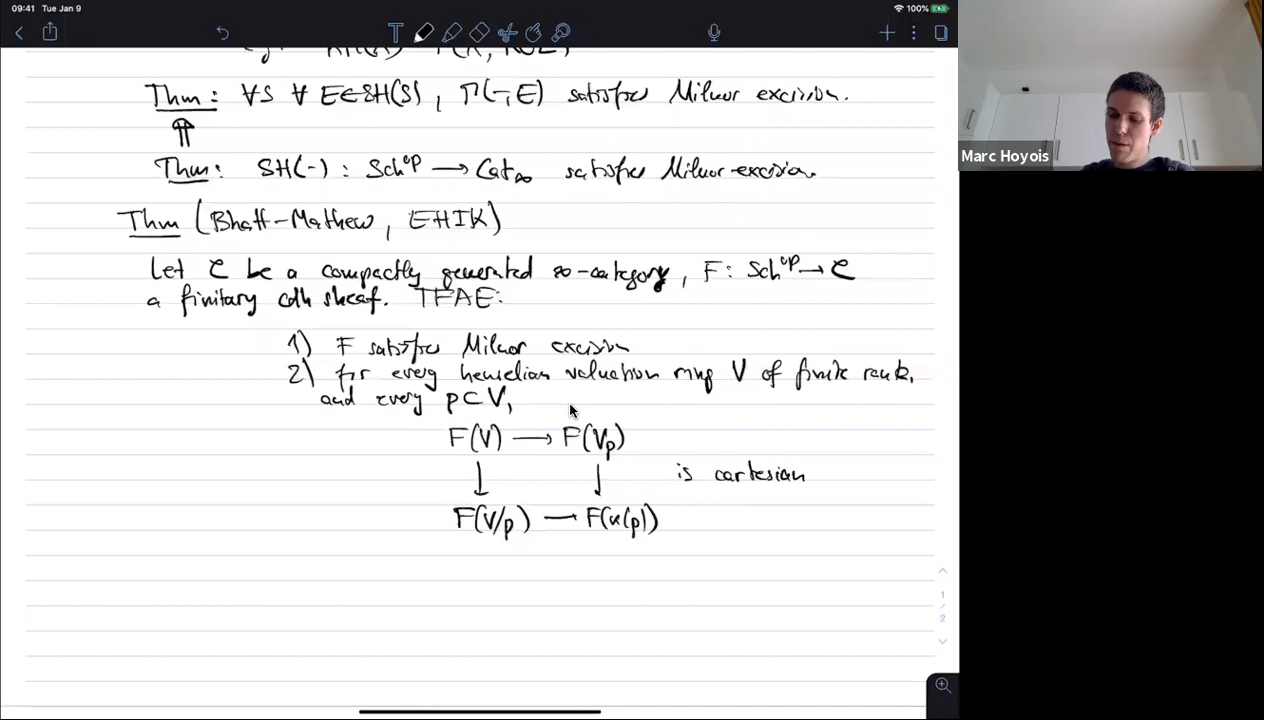 09:41 Tue Jan 9
100%
Thm: ∀S ∀ E∈SH(S), Γ(-,E) satisfies Milnor excision.
⇑
Thm: SH(-) : Sch^op → Cat_∞ satisfies Milnor excision.
Thm (Bhatt-Mathew, EHIK)
Let C be a compactly generated ∞-category, F: Sch^op → C
a finitary cdh sheaf. TFAE:
1) F satisfies Milnor excision
2) for every henselian valuation ring V of finite rank,
and every p⊂V,
F(V) → F(V_p)
↓ ↓ is cartesian
F(V/p) → F(κ(p))
Marc Hoyois
1
/
2